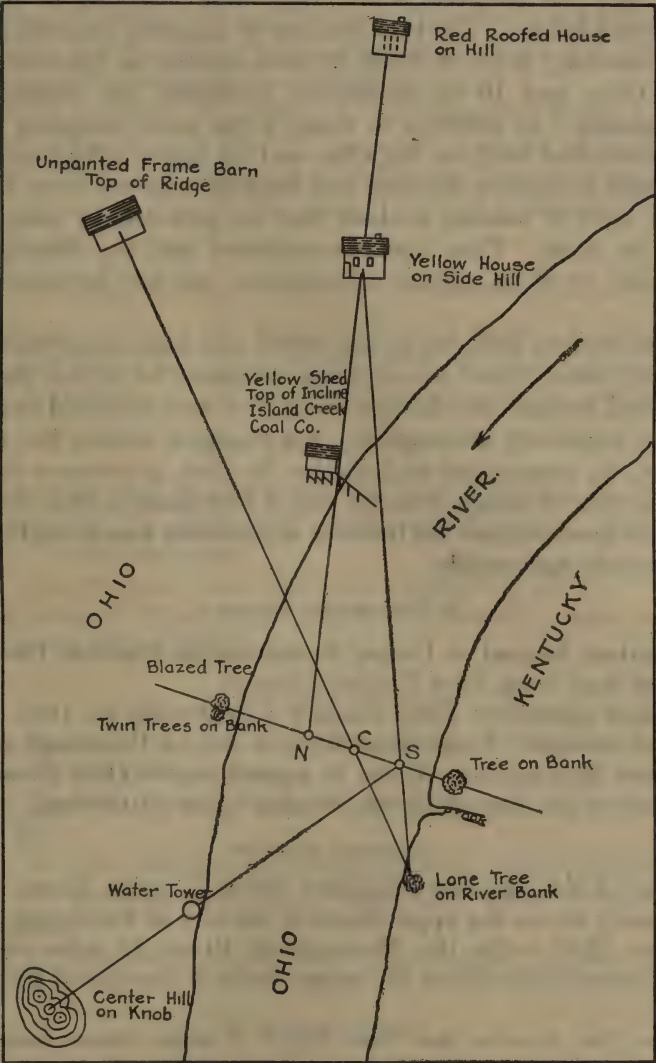 Red Roofed House
on Hill
Unpainted Frame Barn
Top of Ridge
Yellow House
on Side Hill
Yellow Shed
Top of Incline
Island Creek
Coal Co.
RIVER.
OHIO
KENTUCKY
Blazed Tree
Twin Trees on Bank
N
C
S
Tree on Bank
Water Tower
Lone Tree
on River Bank
OHIO
Center Hill
on Knob